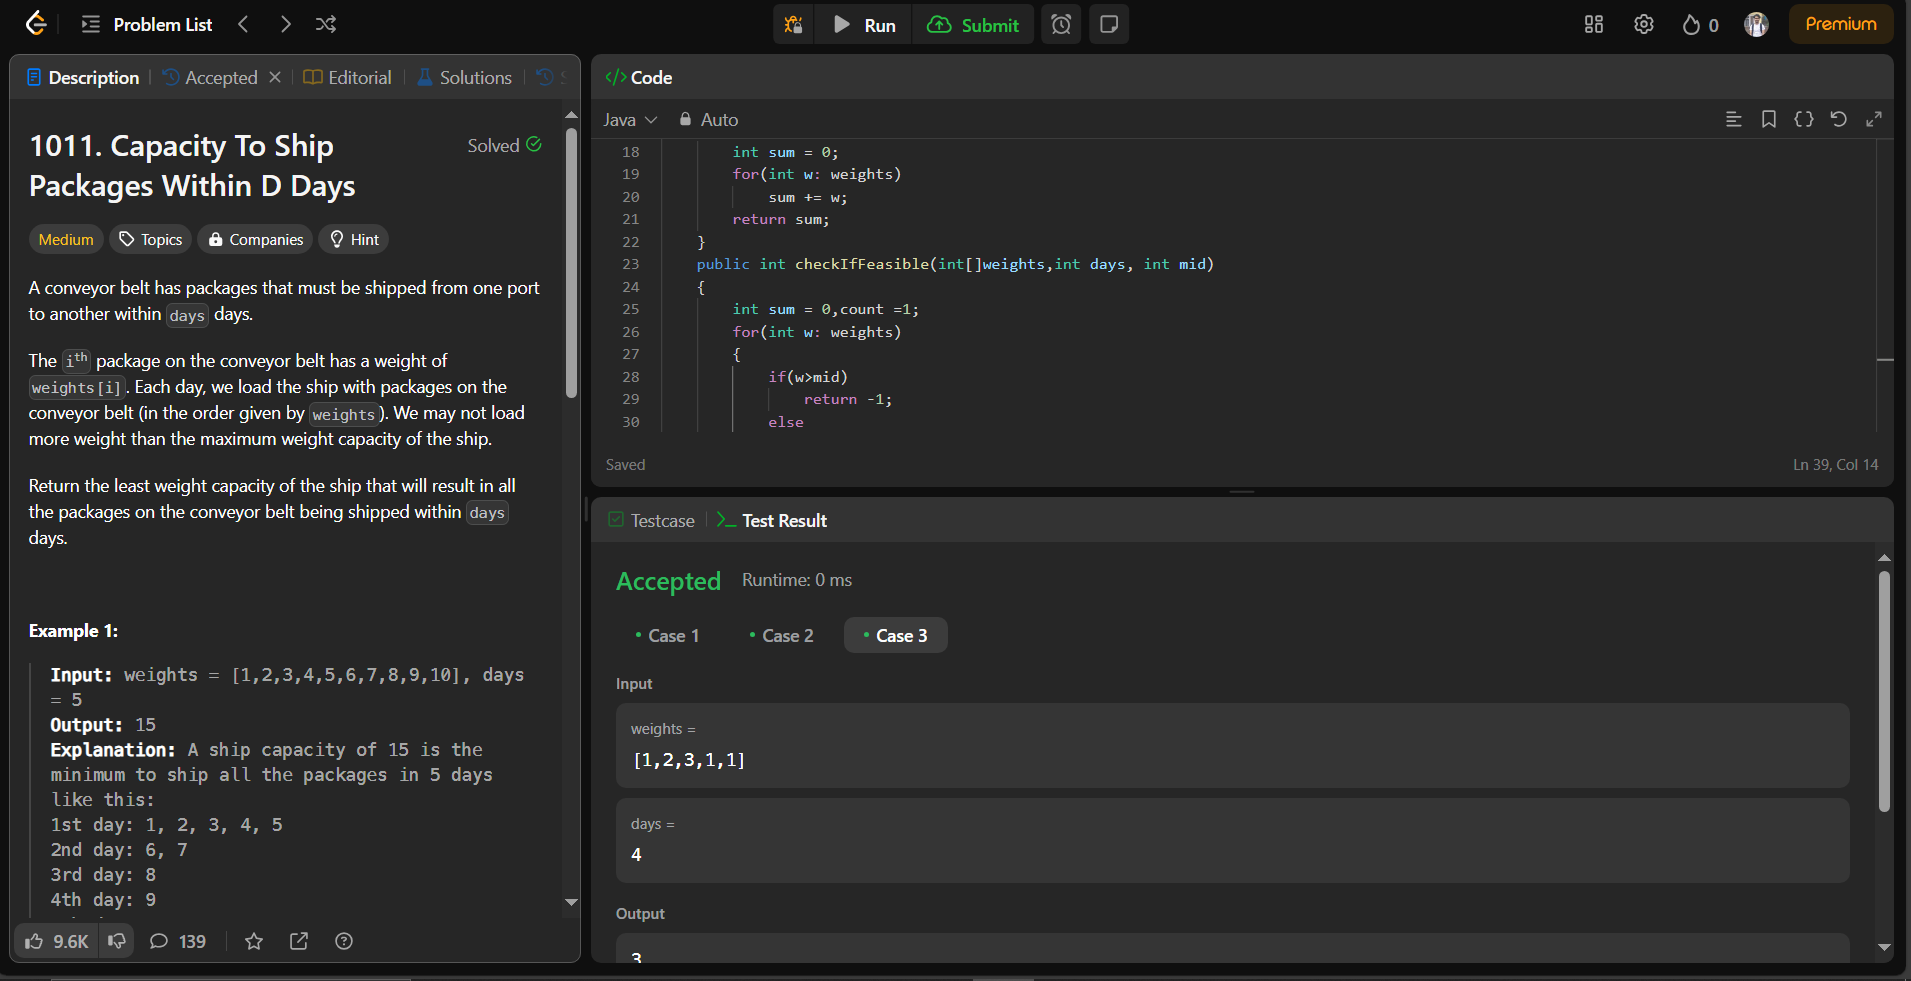 Problem List
Run
Submit
0
Premium
Description
Accepted
Editorial
Solutions
1011. Capacity To Ship
Packages Within D Days
Solved
Medium
Topics
Companies
Hint
A conveyor belt has packages that must be shipped from one port
to another within days days.
The ith package on the conveyor belt has a weight of
weights[i]. Each day, we load the ship with packages on the
conveyor belt (in the order given by weights). We may not load
more weight than the maximum weight capacity of the ship.
Return the least weight capacity of the ship that will result in all
the packages on the conveyor belt being shipped within days
days.
Example 1:
Input: weights = [1,2,3,4,5,6,7,8,9,10], days
= 5
Output: 15
Explanation: A ship capacity of 15 is the
minimum to ship all the packages in 5 days
like this:
1st day: 1, 2, 3, 4, 5
2nd day: 6, 7
3rd day: 8
4th day: 9
9.6K
139
</> Code
Java
Auto
18 int sum = 0;
19 for(int w: weights)
20 sum += w;
21 return sum;
22 }
23 public int checkIfFeasible(int[]weights,int days, int mid)
24 {
25 int sum = 0,count =1;
26 for(int w: weights)
27 {
28 if(w>mid)
29 return -1;
30 else
Saved
Ln 39, Col 14
Testcase
Test Result
Accepted
Runtime: 0 ms
Case 1
Case 2
Case 3
Input
weights =
[1,2,3,1,1]
days =
4
Output
3